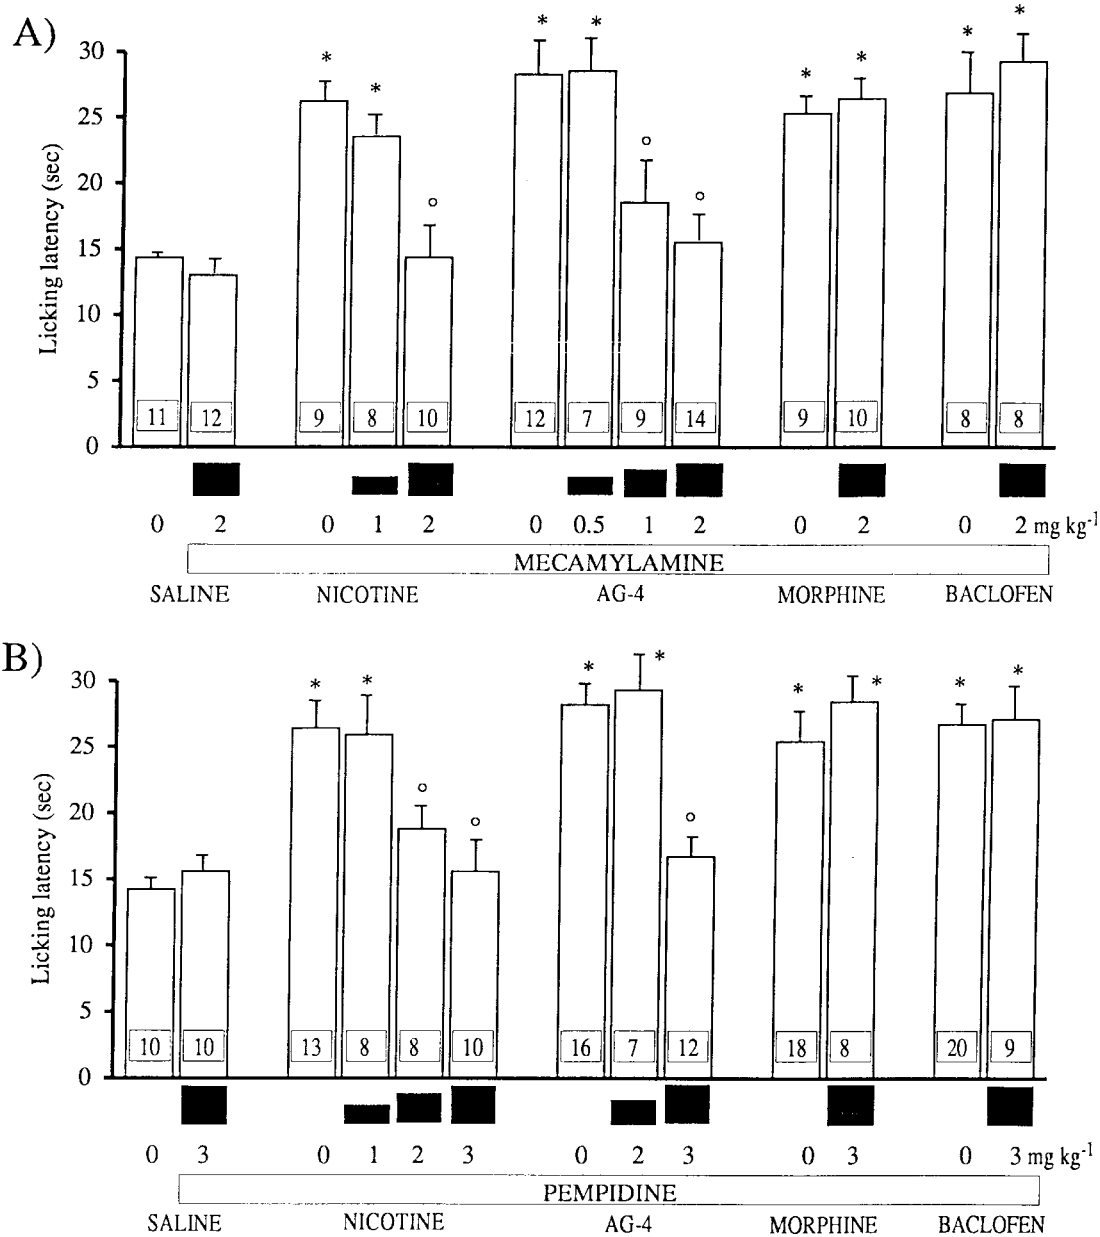 A)
Licking latency (sec)
30
25
20
15
10
5
0
* * * * * * * *
* o o o
11 12 9 8 10 12 7 9 14 9 10 8 8
0 2 0 1 2 0 0.5 1 2 0 2 0 2 mg kg-1
MECAMYLAMINE
SALINE NICOTINE AG-4 MORPHINE BACLOFEN
B)
Licking latency (sec)
30
25
20
15
10
5
0
* * * * * * * *
o o o
10 10 13 8 8 10 16 7 12 18 8 20 9
0 3 0 1 2 3 0 2 3 0 3 0 3 mg kg-1
PEMPIDINE
SALINE NICOTINE AG-4 MORPHINE BACLOFEN